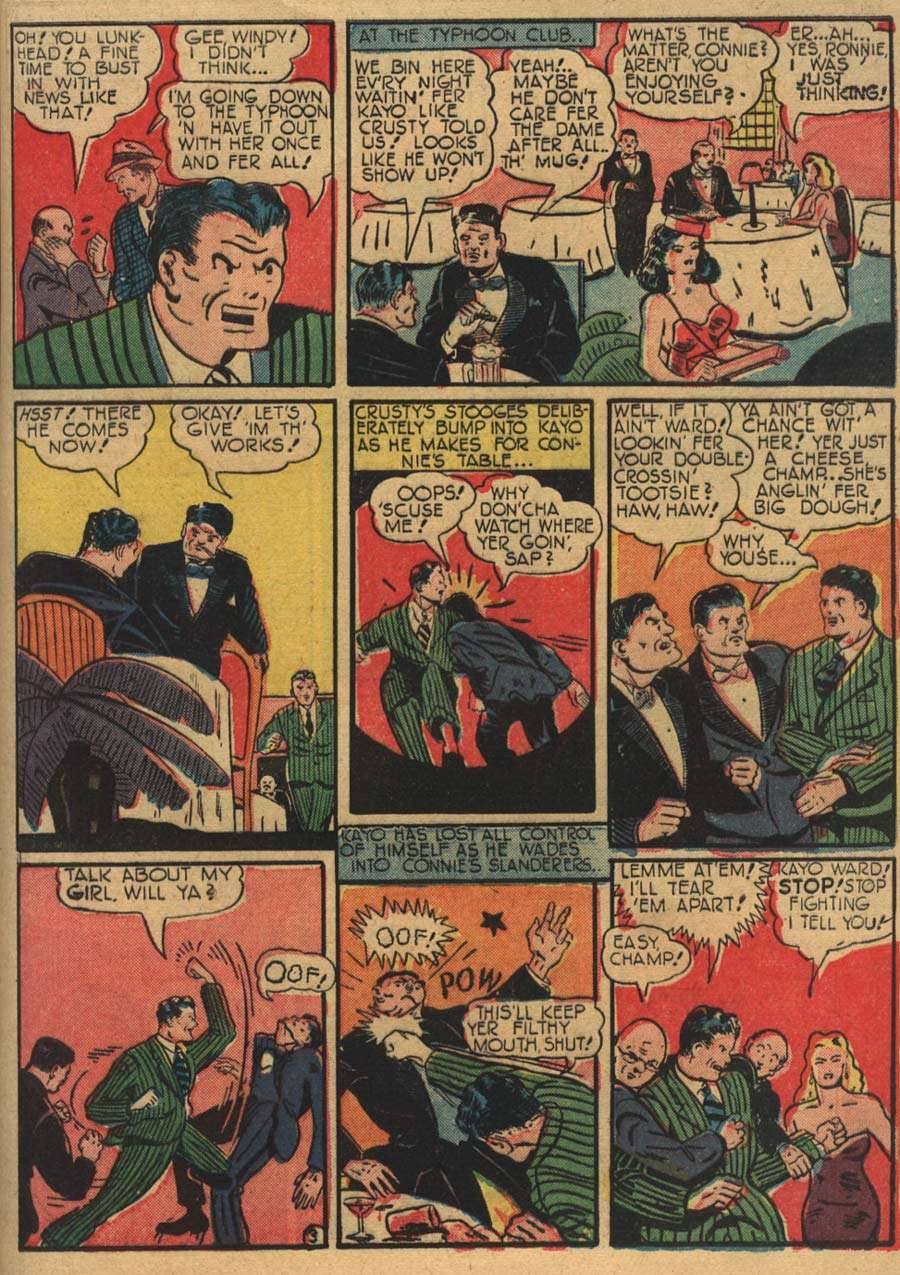 OH! YOU LUNK-
HEAD! A FINE
TIME TO BUST
IN WITH
NEWS LIKE
THAT!
GEE, WINDY!
I DIDN'T
THINK...
I'M GOING DOWN
TO THE TYPHOON
'N HAVE IT OUT
WITH HER ONCE
AND FER ALL!
AT THE TYPHOON CLUB..
WE BIN HERE
EV'RY NIGHT
WAITIN' FER
KAYO LIKE
CRUSTY TOLD
US! LOOKS
LIKE HE WON'T
SHOW UP!
YEAH!..
MAYBE
HE DON'T
CARE FER
THE DAME
AFTER ALL...
TH' MUG!
WHAT'S THE
MATTER, CONNIE?
AREN'T YOU
ENJOYING
YOURSELF?
ER...AH...
YES, RONNIE,
I WAS
JUST
THINKING!
HSST! THERE
HE COMES
NOW!
OKAY! LET'S
GIVE 'IM TH'
WORKS!
CRUSTY'S STOOGES DELIB-
ERATELY BUMP INTO KAYO
AS HE MAKES FOR CON-
NIE'S TABLE...
OOPS!
'SCUSE
ME!
WHY
DON'CHA
WATCH WHERE
YER GOIN',
SAP?
WELL, IF IT
AIN'T WARD!
LOOKIN' FER
YOUR DOUBLE-
CROSSIN'
TOOTSIE?
HAW, HAW!
YA AIN'T GOT A
CHANCE WIT'
HER! YER JUST
A CHEESE
CHAMP...SHE'S
ANGLIN' FER
BIG DOUGH!
WHY,
YOUSE...
TALK ABOUT MY
GIRL, WILL YA?
OOF!
3
KAYO HAS LOST ALL CONTROL
OF HIMSELF AS HE WADES
INTO CONNIE'S SLANDERERS..
OOF!
POW
THIS'LL KEEP
YER FILTHY
MOUTH SHUT!
LEMME AT'EM!
I'LL TEAR
'EM APART!
EASY,
CHAMP!
KAYO WARD!
STOP! STOP
FIGHTING
I TELL YOU!